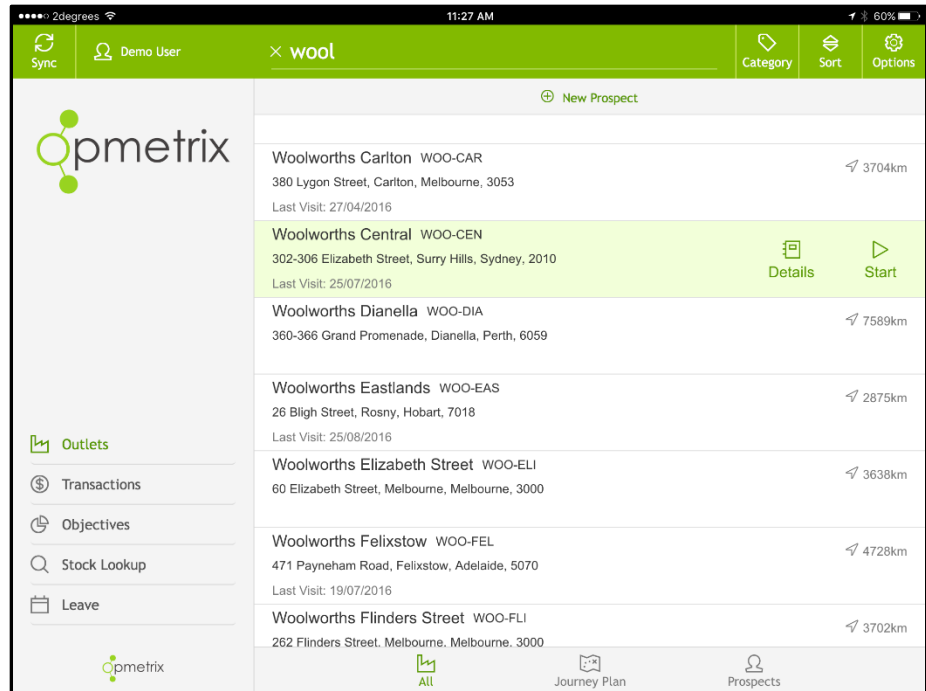 2degrees 11:27 AM 60%
Sync Demo User × wool Category Sort Options
opmetrix
New Prospect
Woolworths Carlton WOO-CAR
380 Lygon Street, Carlton, Melbourne, 3053
Last Visit: 27/04/2016
3704km
Woolworths Central WOO-CEN
302-306 Elizabeth Street, Surry Hills, Sydney, 2010
Last Visit: 25/07/2016
Details Start
Woolworths Dianella WOO-DIA
360-366 Grand Promenade, Dianella, Perth, 6059
7589km
Woolworths Eastlands WOO-EAS
26 Bligh Street, Rosny, Hobart, 7018
Last Visit: 25/08/2016
2875km
Woolworths Elizabeth Street WOO-ELI
60 Elizabeth Street, Melbourne, Melbourne, 3000
3638km
Woolworths Felixstow WOO-FEL
471 Payneham Road, Felixstow, Adelaide, 5070
Last Visit: 19/07/2016
4728km
Woolworths Flinders Street WOO-FLI
262 Flinders Street, Melbourne, Melbourne, 3000
3702km
Outlets
Transactions
Objectives
Stock Lookup
Leave
opmetrix
All Journey Plan Prospects